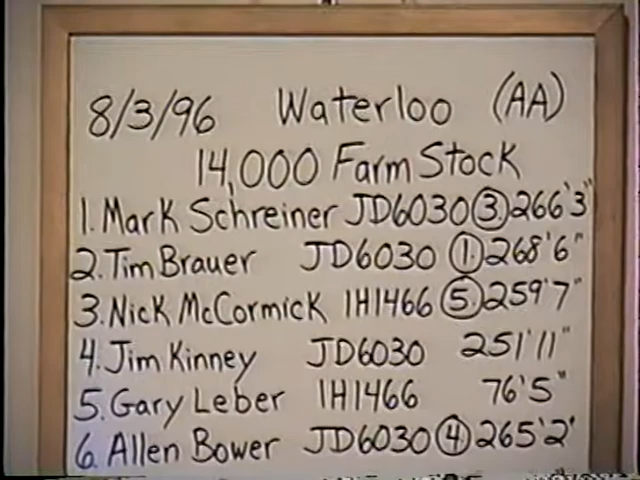 8/3/96 Waterloo (AA)
14,000 Farm Stock
1. Mark Schreiner JD6030 ③ 266'3"
2. Tim Brauer JD6030 ① 268'6"
3. Nick McCormick IH1466 ⑤ 259'7"
4. Jim Kinney JD6030 251'11"
5. Gary Leber IH1466 76'5"
6. Allen Bower JD6030 ④ 265'2"